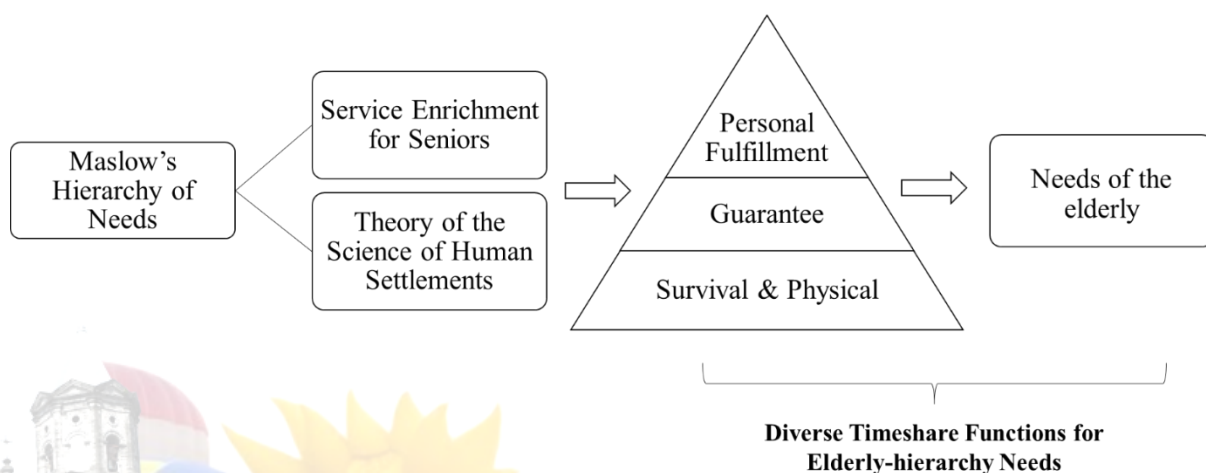 Maslow's
Hierarchy of
Needs
Service Enrichment
for Seniors
Theory of the
Science of Human
Settlements
Personal
Fulfillment
Guarantee
Survival & Physical
Needs of the
elderly
Diverse Timeshare Functions for
Elderly-hierarchy Needs